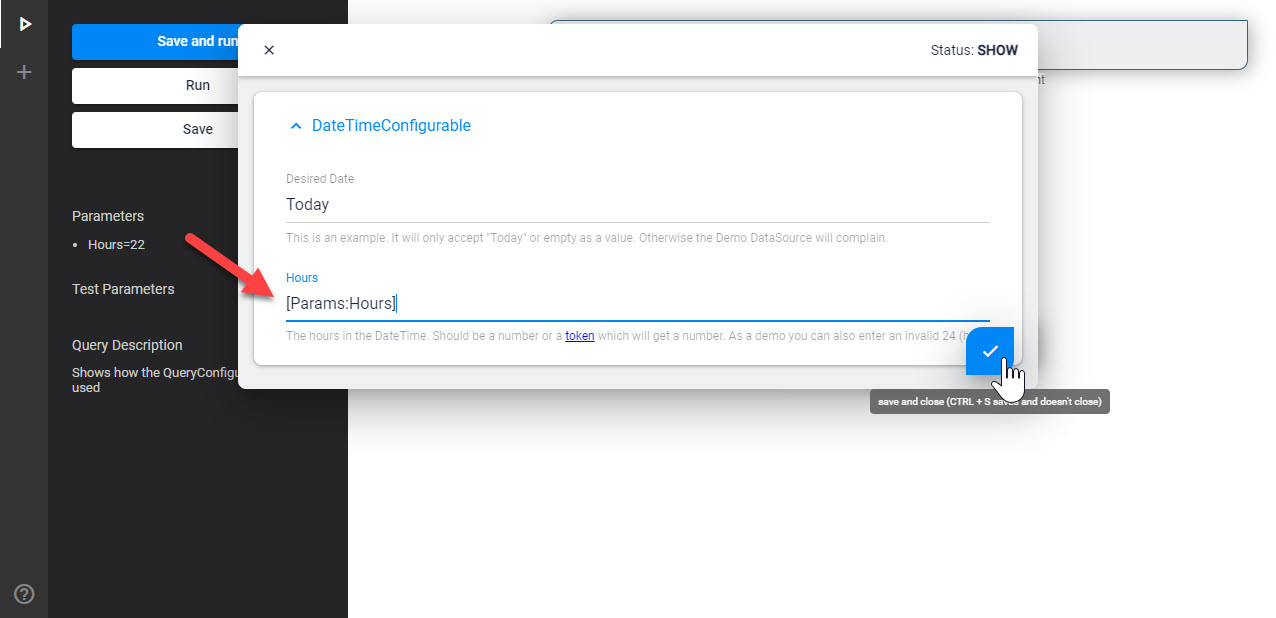 Save and run
Run
Save
Parameters
Hours=22
Test Parameters
Query Description
Shows how the
used
Status: SHOW
DateTimeConfigurable
Desired Date
Today
This is an example. It will only accept "Today" or empty as a value. Otherwise the Demo DataSource will complain.
Hours
[Params:Hours]
The hours in the DateTime. Should be a number or a token which will get a number. As a demo you can also enter an invalid 24
save and close (CTRL + S saves and doesn't close)